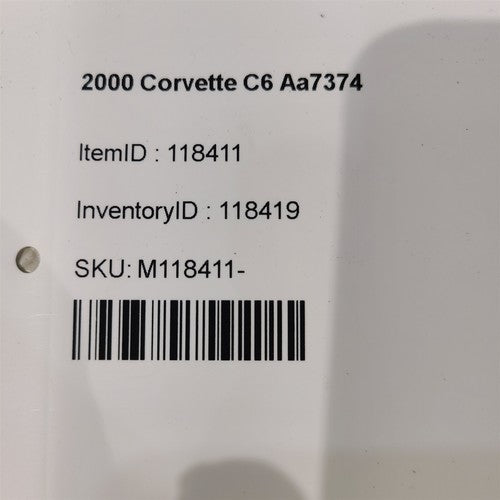 2000 Corvette C6 Aa7374
ItemID : 118411
InventoryID : 118419
SKU: M118411-